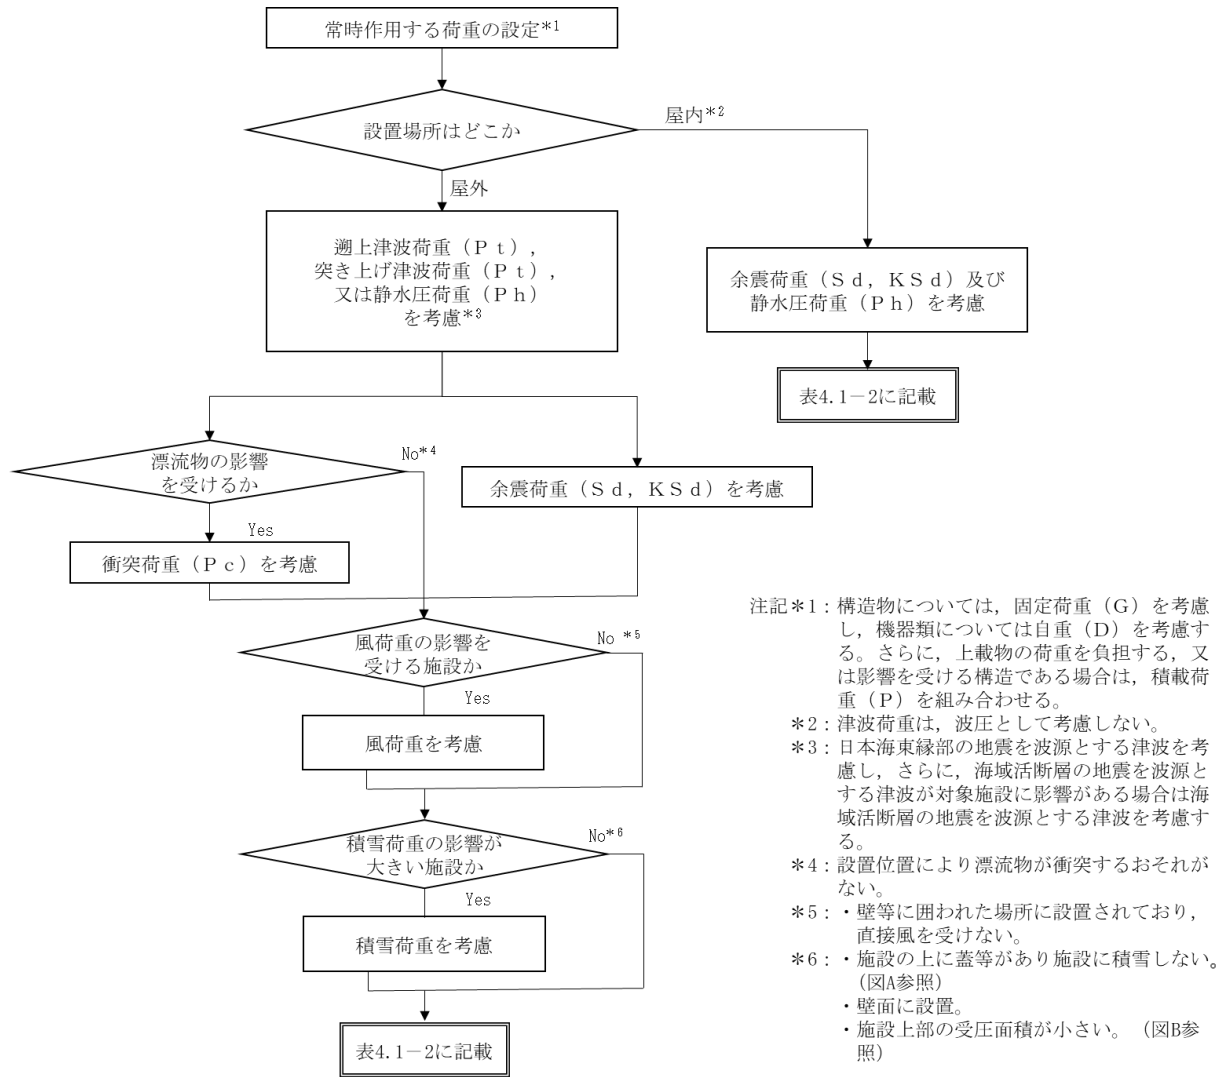 常時作用する荷重の設定*1
設置場所はどこか
屋内*2
屋外
遡上津波荷重（Ｐｔ），
突き上げ津波荷重（Ｐｔ），
又は静水圧荷重（Ｐｈ）
を考慮*3
余震荷重（Ｓｄ，ＫＳｄ）及び
静水圧荷重（Ｐｈ）を考慮
表4.1－2に記載
漂流物の影響
を受けるか
No*4
余震荷重（Ｓｄ，ＫＳｄ）を考慮
Yes
衝突荷重（Ｐｃ）を考慮
風荷重の影響を
受ける施設か
No *5
Yes
風荷重を考慮
積雪荷重の影響が
大きい施設か
No*6
Yes
積雪荷重を考慮
表4.1－2に記載
注記＊1：構造物については，固定荷重（G）を考慮
し，機器類については自重（D）を考慮す
る。さらに，上載物の荷重を負担する，又
は影響を受ける構造である場合は，積載荷
重（P）を組み合わせる。
＊2：津波荷重は，波圧として考慮しない。
＊3：日本海東縁部の地震を波源とする津波を考
慮し，さらに，海域活断層の地震を波源と
する津波が対象施設に影響がある場合は海
域活断層の地震を波源とする津波を考慮す
る。
＊4：設置位置により漂流物が衝突するおそれが
ない。
＊5：・壁等に囲われた場所に設置されており，
直接風を受けない。
＊6：・施設の上に蓋等があり施設に積雪しない。
（図A参照）
・壁面に設置。
・施設上部の受圧面積が小さい。（図B参
照）